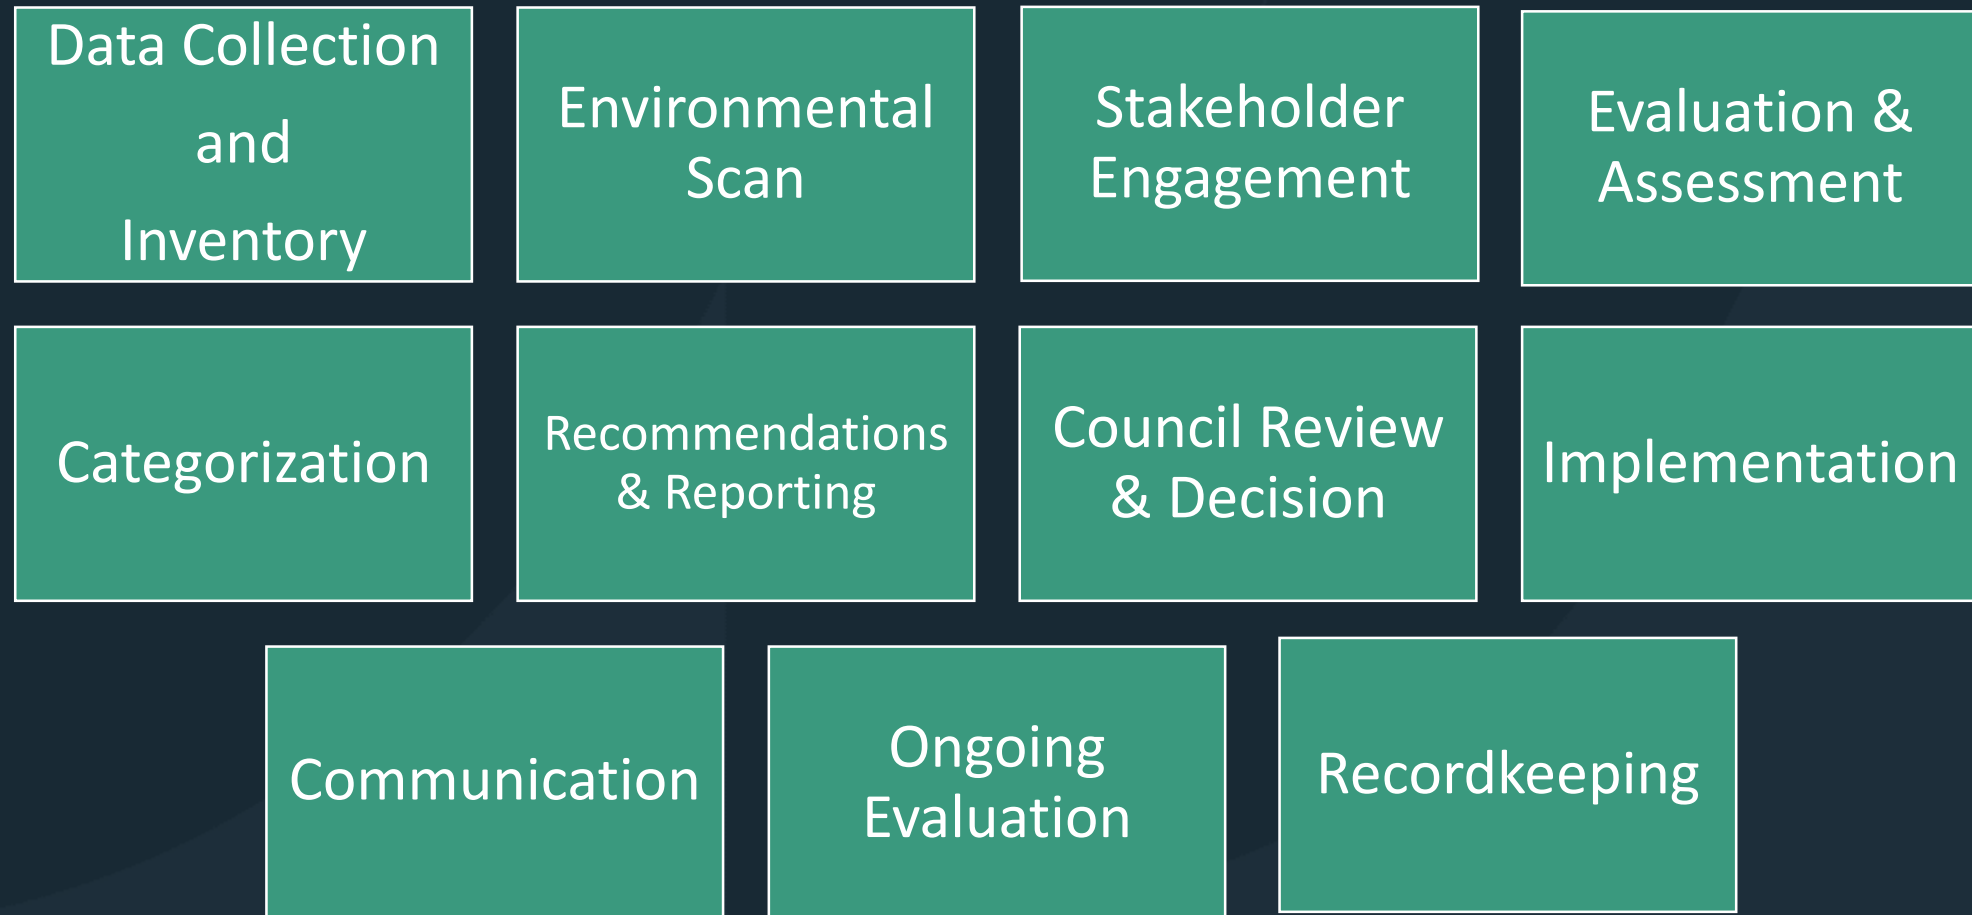 Data Collection
and
Inventory
Environmental
Scan
Stakeholder
Engagement
Evaluation &
Assessment
Categorization
Recommendations
& Reporting
Council Review
& Decision
Implementation
Communication
Ongoing
Evaluation
Recordkeeping